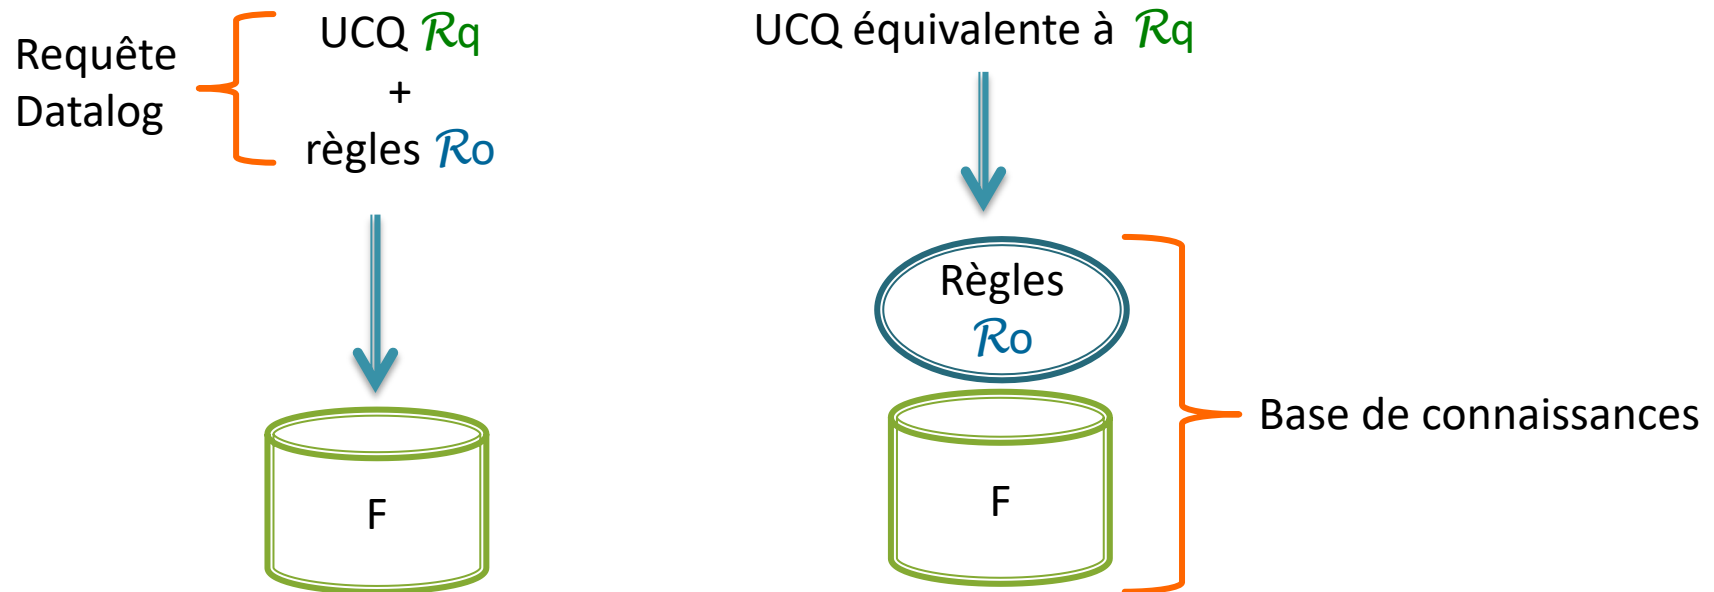 Requête
Datalog
UCQ ℛq
+
règles ℛo
F
UCQ équivalente à ℛq
Règles
ℛo
F
Base de connaissances